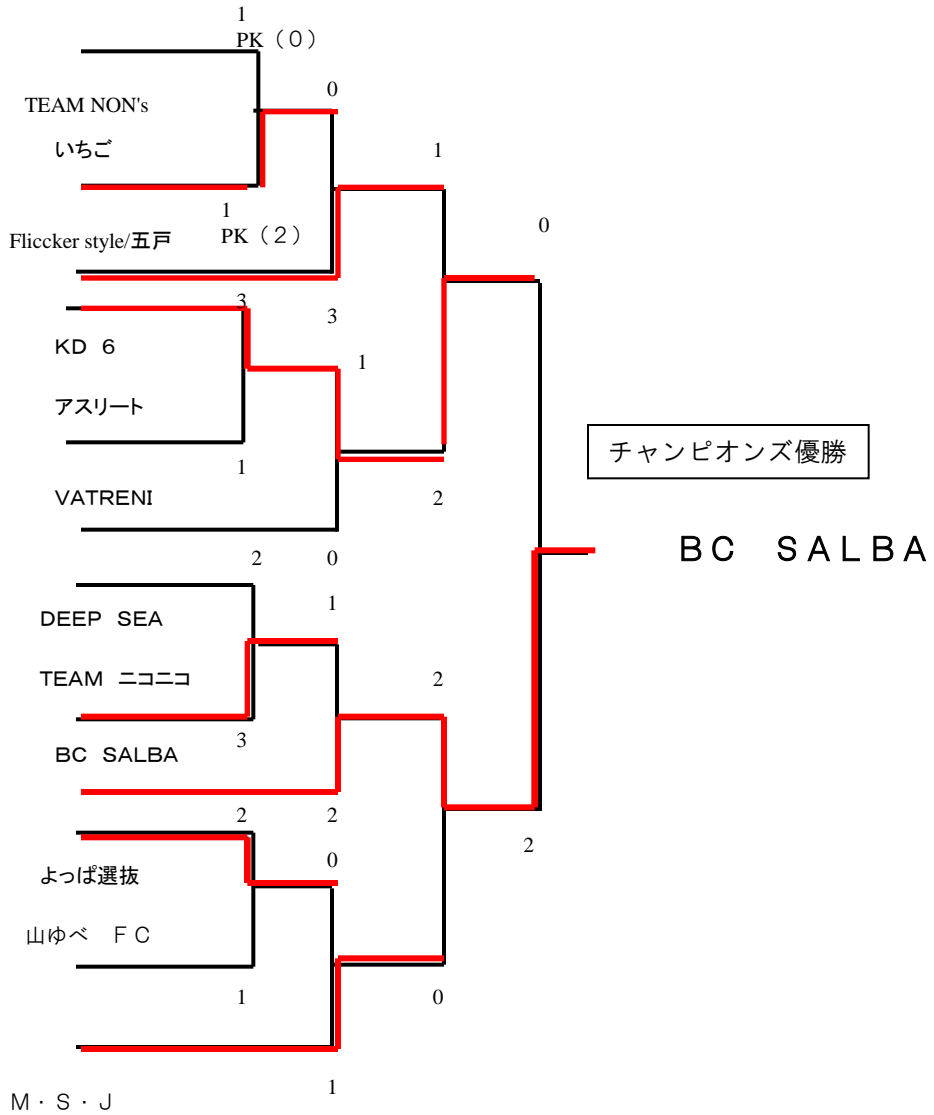 1
PK（０）
0
TEAM NON's
いちご
1
1
PK（２）
0
Fliccker style/五戸
3
3
KD ６
1
アスリート
チャンピオンズ優勝
1
VATRENI
2
BC SALBA
2
0
1
DEEP SEA
TEAM ニコニコ
2
3
BC SALBA
2
2
2
0
よっぱ選抜
山ゆべ ＦＣ
1
0
1
Ｍ・Ｓ・Ｊ